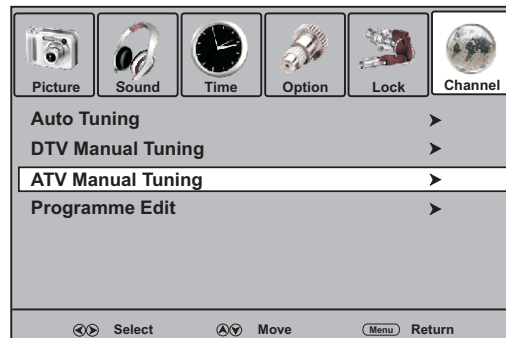 Picture Sound Time Option Lock Channel
Auto Tuning
DTV Manual Tuning
ATV Manual Tuning
Programme Edit
Select Move Menu Return